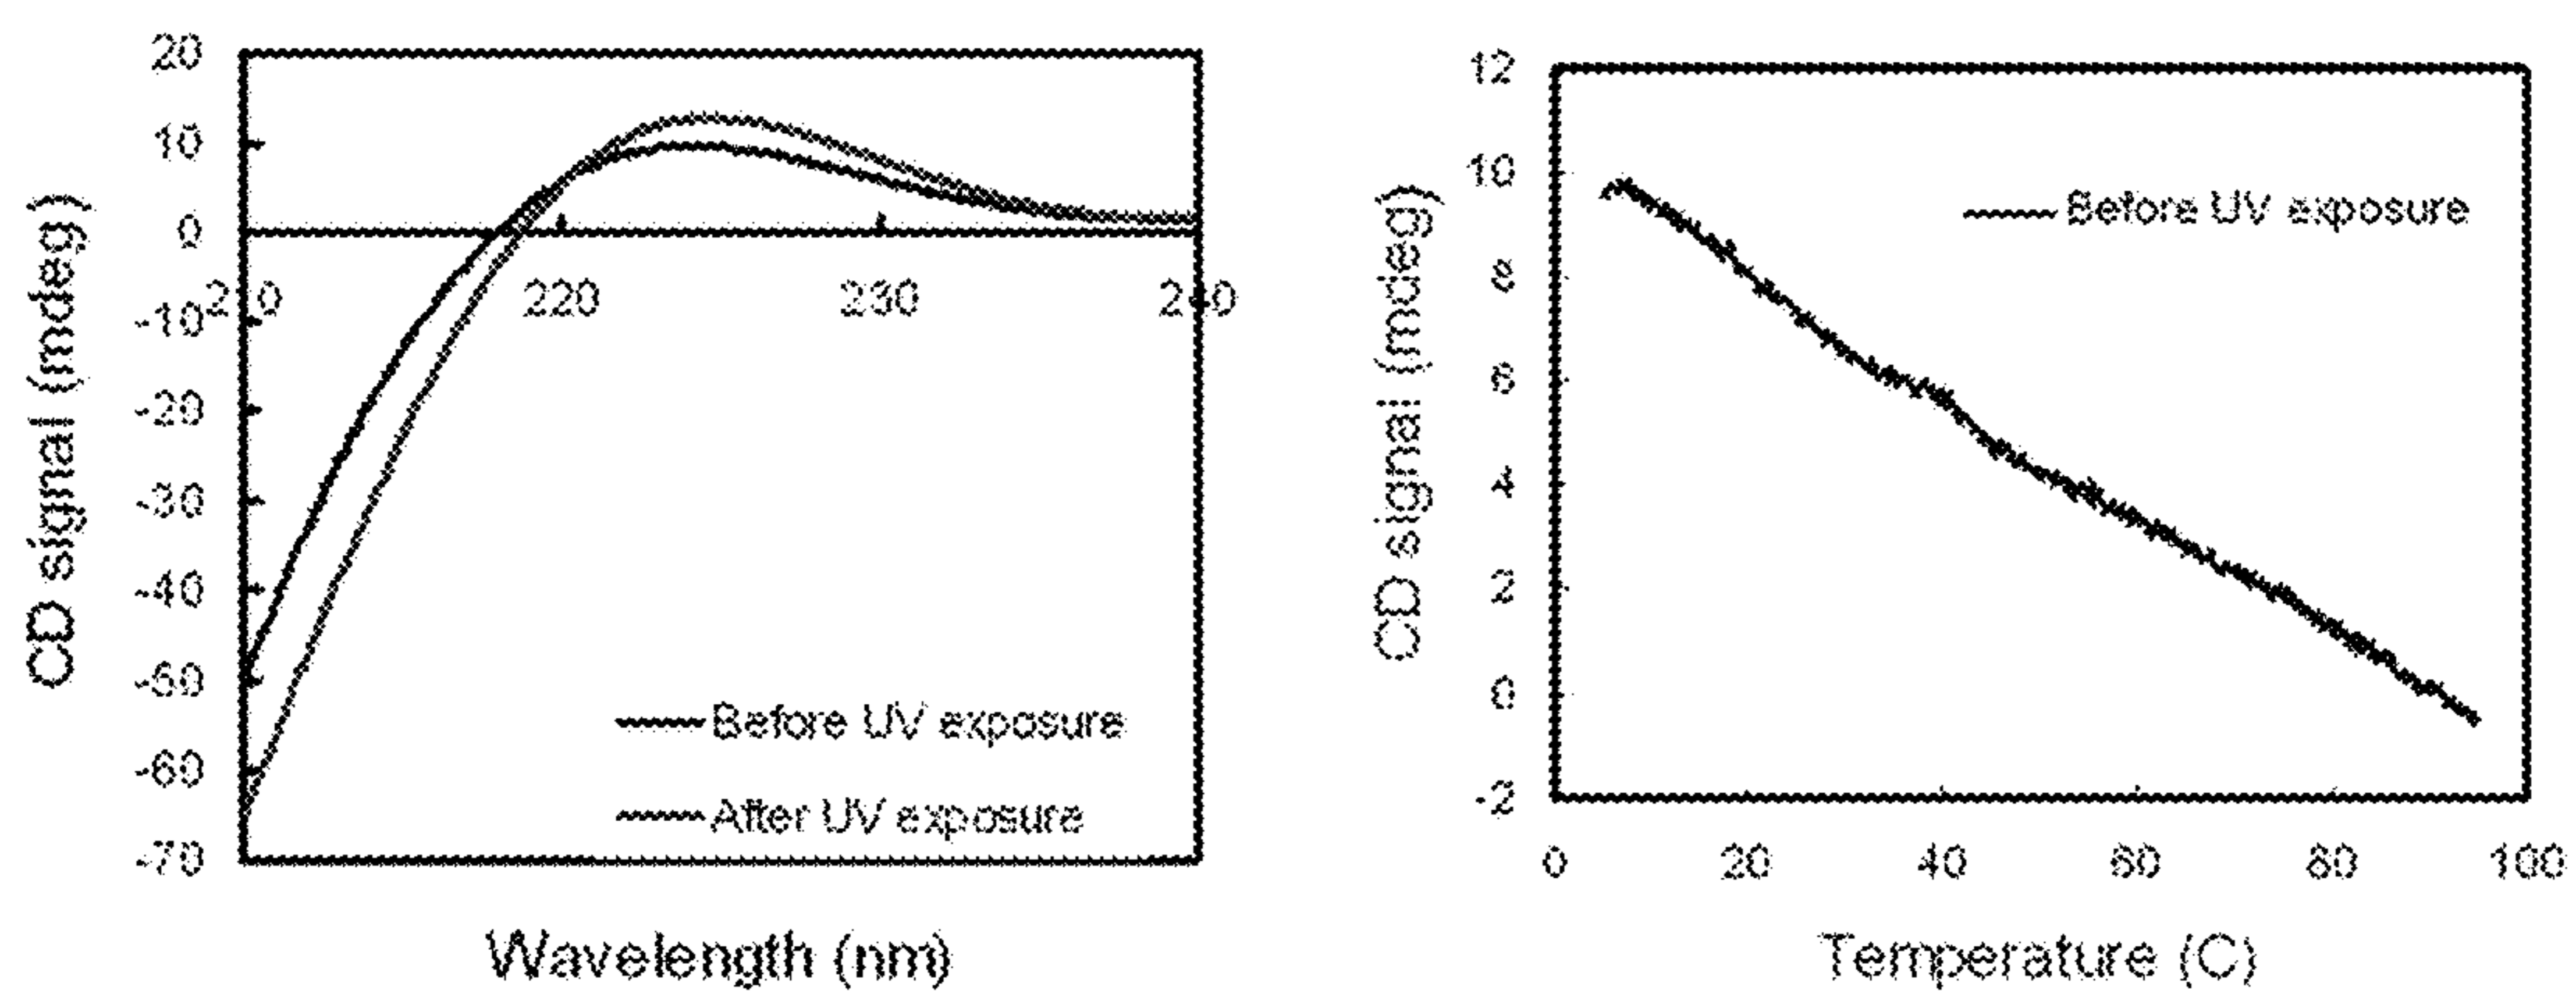 20
10
0
-10
-20
-30
-40
-50
-60
-70
210 220 230 240
CD signal (mdeg)
Wavelength (nm)
Before UV exposure
After UV exposure
12
10
8
6
4
2
0
-2
0 20 40 60 80 100
CD signal (mdeg)
Temperature (C)
Before UV exposure